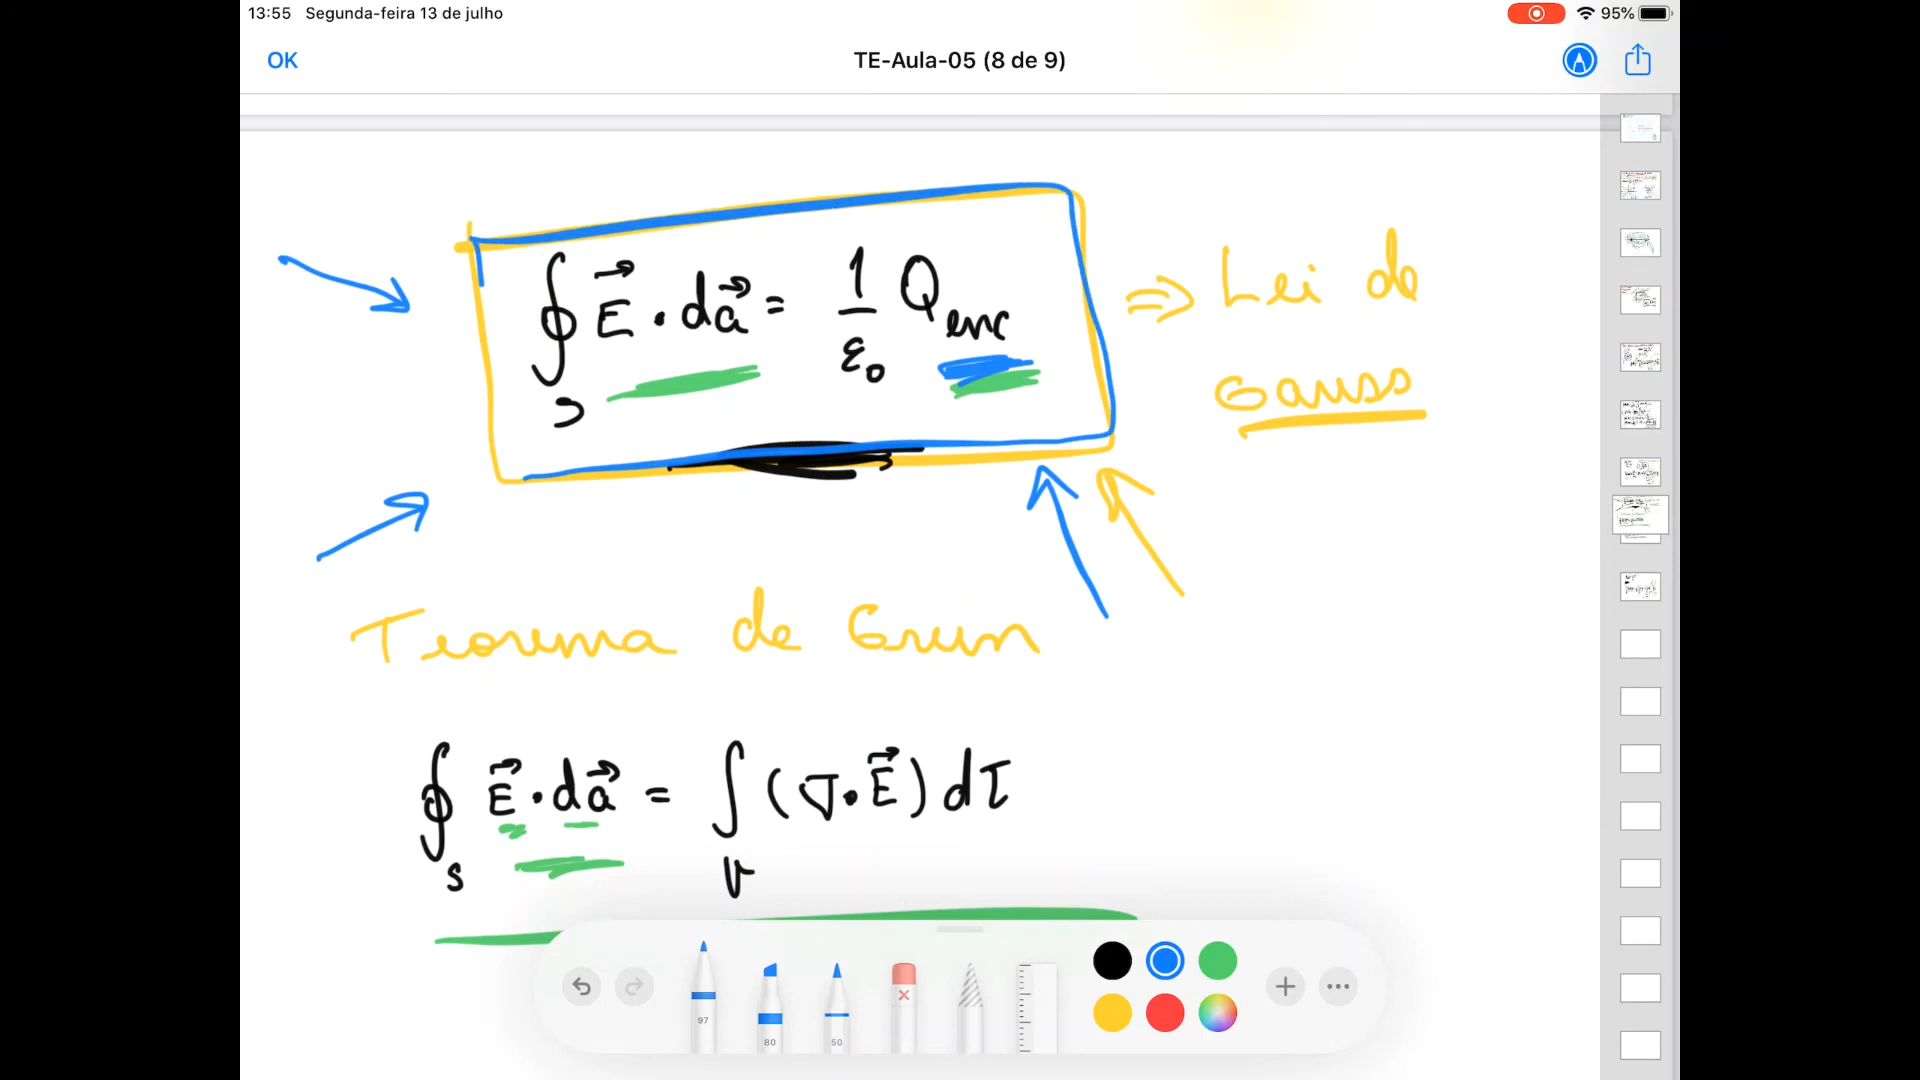 13:55 Segunda-feira 13 de julho 95%
OK TE-Aula-05 (8 de 9)
∮ₛ E⃗ · da⃗ = 1/ε₀ Qenc ⇒ Lei de
Gauss
Teorema de Green
∮ₛ E⃗ · da⃗ = ∫ᵥ (∇·E⃗) dτ
97 80 50